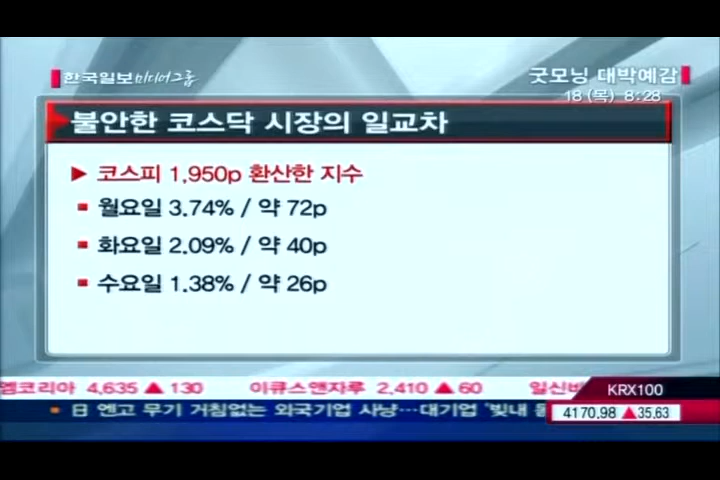 한국일보 미디어그룹
굿모닝 대박예감
18(목) 8:28
불안한 코스닥 시장의 일교차
▶ 코스피 1,950p 환산한 지수
월요일 3.74% / 약 72p
화요일 2.09% / 약 40p
수요일 1.38% / 약 26p
엠코리아 4,635 ▲ 130 이큐스앤자루 2,410 ▲ 60 일신
KRX100
日 엔고 무기 거침없는 외국기업 사냥…대기업 '빚내
4170.98 ▲35.63